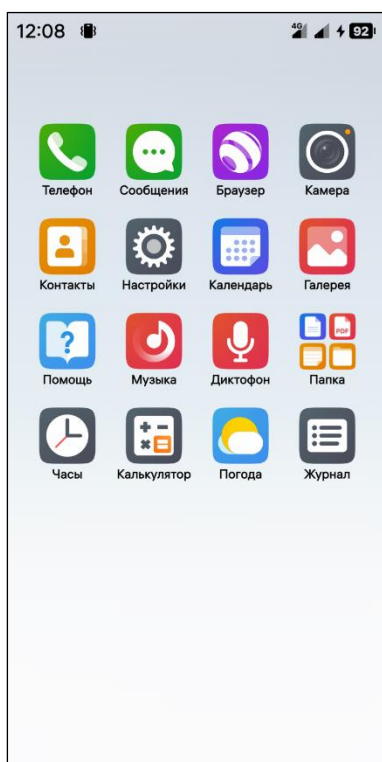 12:08 4G 92
Телефон Сообщения Браузер Камера
Контакты Настройки Календарь Галерея
PDF
Помощь Музыка Диктофон Папка
Часы Калькулятор Погода Журнал